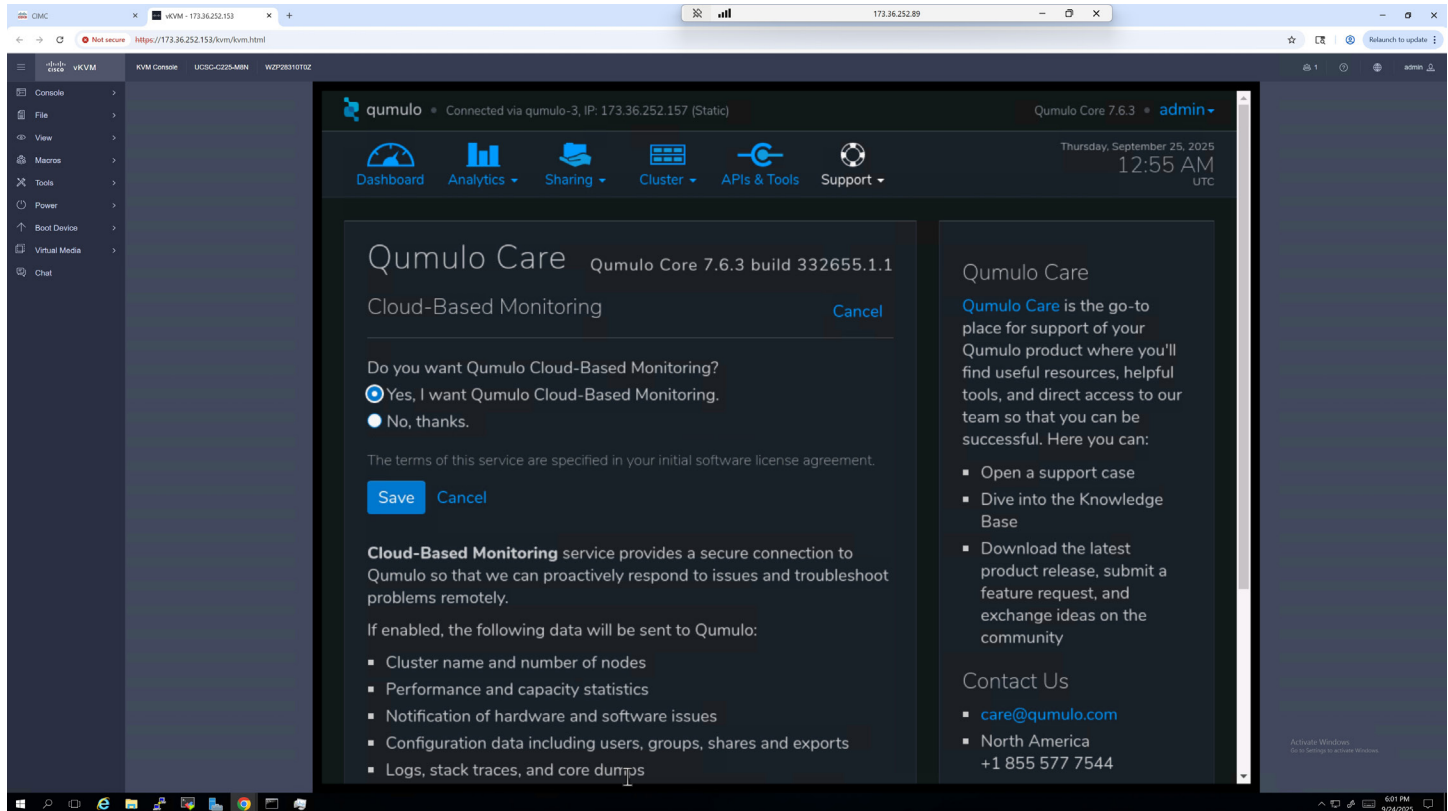 CIMC
vKVM - 173.36.252.153
173.36.252.89
Not secure https://173.36.252.153/kvm/kvm.html
Relaunch to update
cisco vKVM
KVM Console UCSC-C225-M8N WZP28310T0Z
1 admin
Console
File
View
Macros
Tools
Power
Boot Device
Virtual Media
Chat
qumulo • Connected via qumulo-3, IP: 173.36.252.157 (Static)
Qumulo Core 7.6.3 • admin
Dashboard Analytics Sharing Cluster APIs & Tools Support
Thursday, September 25, 2025
12:55 AM
UTC
Qumulo Care Qumulo Core 7.6.3 build 332655.1.1
Cloud-Based Monitoring Cancel
Do you want Qumulo Cloud-Based Monitoring?
Yes, I want Qumulo Cloud-Based Monitoring.
No, thanks.
The terms of this service are specified in your initial software license agreement.
Save Cancel
Cloud-Based Monitoring service provides a secure connection to
Qumulo so that we can proactively respond to issues and troubleshoot
problems remotely.
If enabled, the following data will be sent to Qumulo:
▪ Cluster name and number of nodes
▪ Performance and capacity statistics
▪ Notification of hardware and software issues
▪ Configuration data including users, groups, shares and exports
▪ Logs, stack traces, and core dumps
Qumulo Care
Qumulo Care is the go-to
place for support of your
Qumulo product where you'll
find useful resources, helpful
tools, and direct access to our
team so that you can be
successful. Here you can:
▪ Open a support case
▪ Dive into the Knowledge
Base
▪ Download the latest
product release, submit a
feature request, and
exchange ideas on the
community
Contact Us
▪ care@qumulo.com
▪ North America
+1 855 577 7544
Activate Windows
Go to Settings to activate Windows.
6:01 PM
9/24/2025